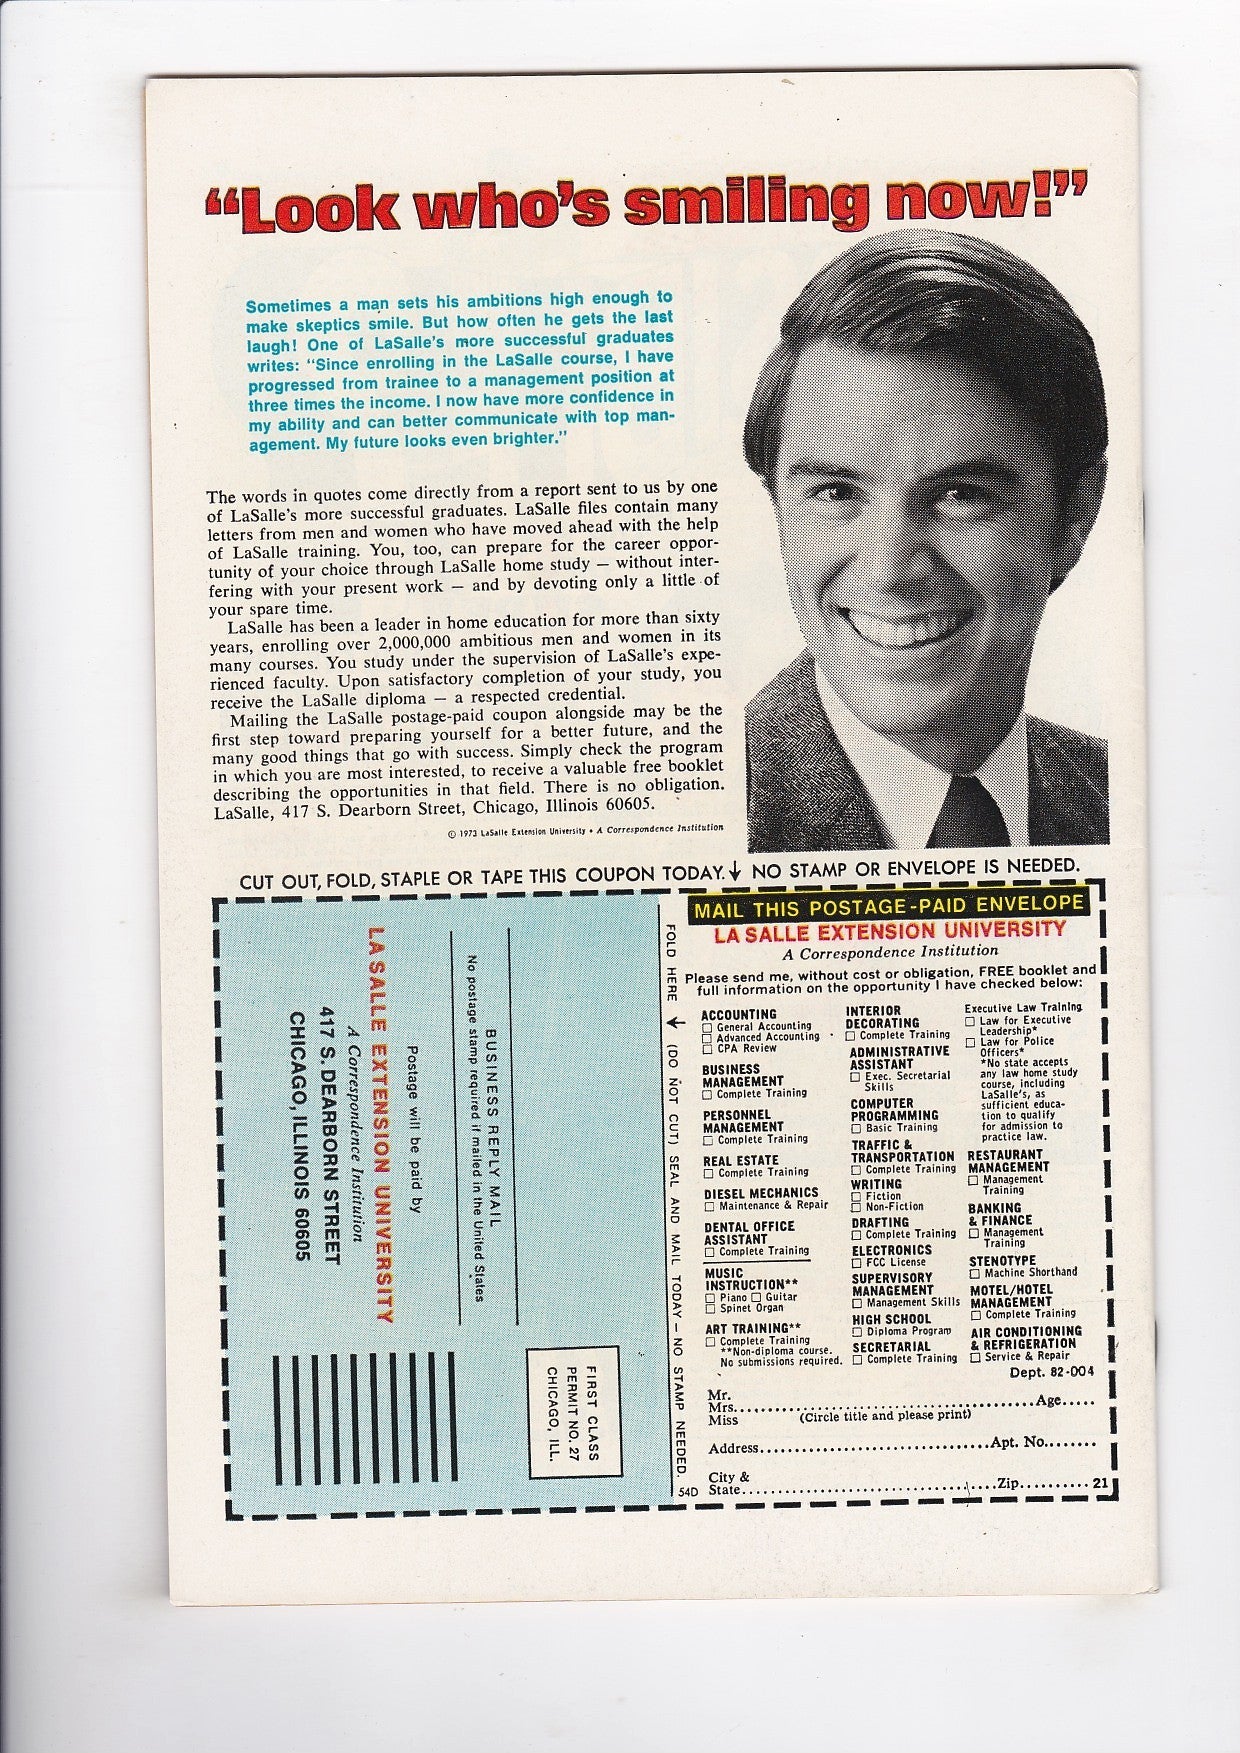 “Look who’s smiling now!”
Sometimes a man sets his ambitions high enough to
make skeptics smile. But how often he gets the last
laugh! One of LaSalle’s more successful graduates
writes: “Since enrolling in the LaSalle course, I have
progressed from trainee to a management position at
three times the income. I now have more confidence in
my ability and can better communicate with top man-
agement. My future looks even brighter.”
The words in quotes come directly from a report sent to us by one
of LaSalle’s more successful graduates. LaSalle files contain many
letters from men and women who have moved ahead with the help
of LaSalle training. You, too, can prepare for the career oppor-
tunity of your choice through LaSalle home study — without inter-
fering with your present work — and by devoting only a little of
your spare time.
LaSalle has been a leader in home education for more than sixty
years, enrolling over 2,000,000 ambitious men and women in its
many courses. You study under the supervision of LaSalle’s expe-
rienced faculty. Upon satisfactory completion of your study, you
receive the LaSalle diploma — a respected credential.
Mailing the LaSalle postage-paid coupon alongside may be the
first step toward preparing yourself for a better future, and the
many good things that go with success. Simply check the program
in which you are most interested, to receive a valuable free booklet
describing the opportunities in that field. There is no obligation.
LaSalle, 417 S. Dearborn Street, Chicago, Illinois 60605.
© 1973 LaSalle Extension University • A Correspondence Institution
CUT OUT, FOLD, STAPLE OR TAPE THIS COUPON TODAY. ↓ NO STAMP OR ENVELOPE IS NEEDED.
FIRST CLASS
PERMIT NO. 27
CHICAGO, ILL.
BUSINESS REPLY MAIL
No postage stamp required if mailed in the United States
Postage will be paid by
LA SALLE EXTENSION UNIVERSITY
A Correspondence Institution
417 S. DEARBORN STREET
CHICAGO, ILLINOIS 60605
FOLD HERE ↓ (DO NOT CUT) SEAL AND MAIL TODAY — NO STAMP NEEDED.
MAIL THIS POSTAGE-PAID ENVELOPE
LA SALLE EXTENSION UNIVERSITY
A Correspondence Institution
Please send me, without cost or obligation, FREE booklet and
full information on the opportunity I have checked below:
ACCOUNTING
☐ General Accounting
☐ Advanced Accounting
☐ CPA Review
BUSINESS
MANAGEMENT
☐ Complete Training
PERSONNEL
MANAGEMENT
☐ Complete Training
REAL ESTATE
☐ Complete Training
DIESEL MECHANICS
☐ Maintenance & Repair
DENTAL OFFICE
ASSISTANT
☐ Complete Training
MUSIC
INSTRUCTION**
☐ Piano ☐ Guitar
☐ Spinet Organ
ART TRAINING**
☐ Complete Training
**Non-diploma course.
No submissions required.
INTERIOR
DECORATING
☐ Complete Training
ADMINISTRATIVE
ASSISTANT
☐ Exec. Secretarial
Skills
COMPUTER
PROGRAMMING
☐ Basic Training
TRAFFIC &
TRANSPORTATION
☐ Complete Training
WRITING
☐ Fiction
☐ Non-Fiction
DRAFTING
☐ Complete Training
ELECTRONICS
☐ FCC License
SUPERVISORY
MANAGEMENT
☐ Management Skills
HIGH SCHOOL
☐ Diploma Program
SECRETARIAL
☐ Complete Training
Executive Law Training
☐ Law for Executive
Leadership*
☐ Law for Police
Officers*
*No state accepts
any law home study
course, including
LaSalle’s, as
sufficient educa-
tion to qualify
for admission to
practice law.
RESTAURANT
MANAGEMENT
☐ Management
Training
BANKING
& FINANCE
☐ Management
Training
STENOTYPE
☐ Machine Shorthand
MOTEL/HOTEL
MANAGEMENT
☐ Complete Training
AIR CONDITIONING
& REFRIGERATION
☐ Service & Repair
Dept. 82-004
Mr.
Mrs. .......... Age.....
Miss (Circle title and please print)
Address.......... Apt. No........
City &
State.......... Zip.......... 21
54D